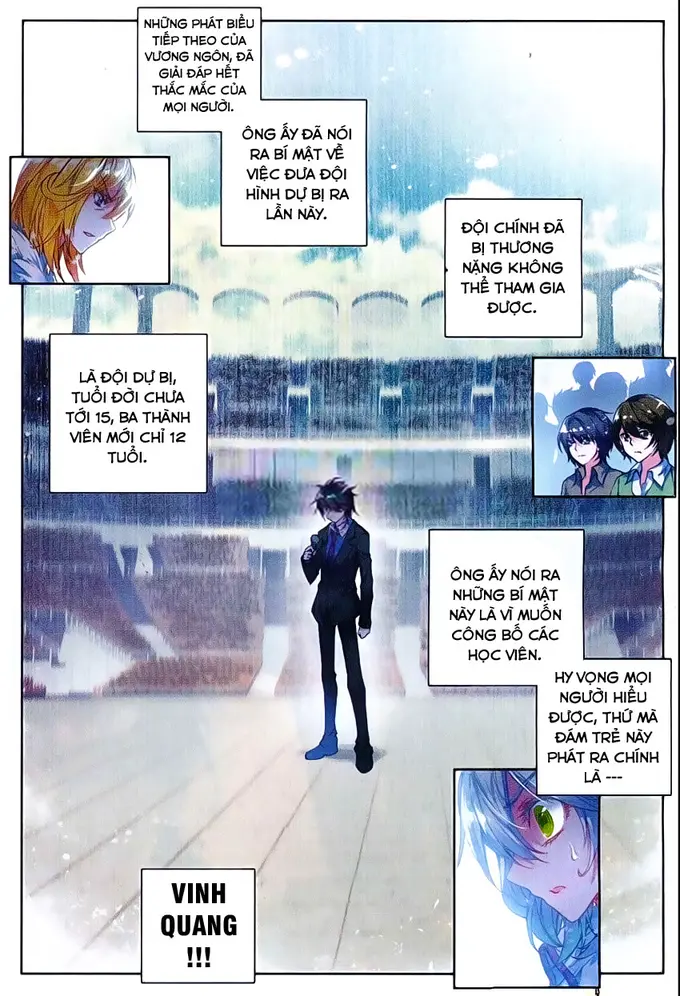 NHỮNG PHÁT BIỂU
TIẾP THEO CỦA
VƯƠNG NGÔN, ĐÃ
GIẢI ĐÁP HẾT
THẮC MẮC CỦA
MỌI NGƯỜI.
ÔNG ẤY ĐÃ NÓI
RA BÍ MẬT VỀ
VIỆC ĐƯA ĐỘI
HÌNH DỰ BỊ RA
LẦN NÀY.
ĐỘI CHÍNH ĐÃ
BỊ THƯƠNG
NẶNG KHÔNG
THỂ THAM GIA
ĐƯỢC.
LÀ ĐỘI DỰ BỊ,
TUỔI ĐỜI CHƯA
TỚI 15, BA THÀNH
VIÊN MỚI CHỈ 12
TUỔI.
ÔNG ẤY NÓI RA
NHỮNG BÍ MẬT
NÀY LÀ VÌ MUỐN
CÔNG BỐ CÁC
HỌC VIÊN.
HY VỌNG MỌI
NGƯỜI HIỂU
ĐƯỢC, THỨ MÀ
ĐÁM TRẺ NÀY
PHÁT RA CHÍNH
LÀ ---
VINH
QUANG
!!!